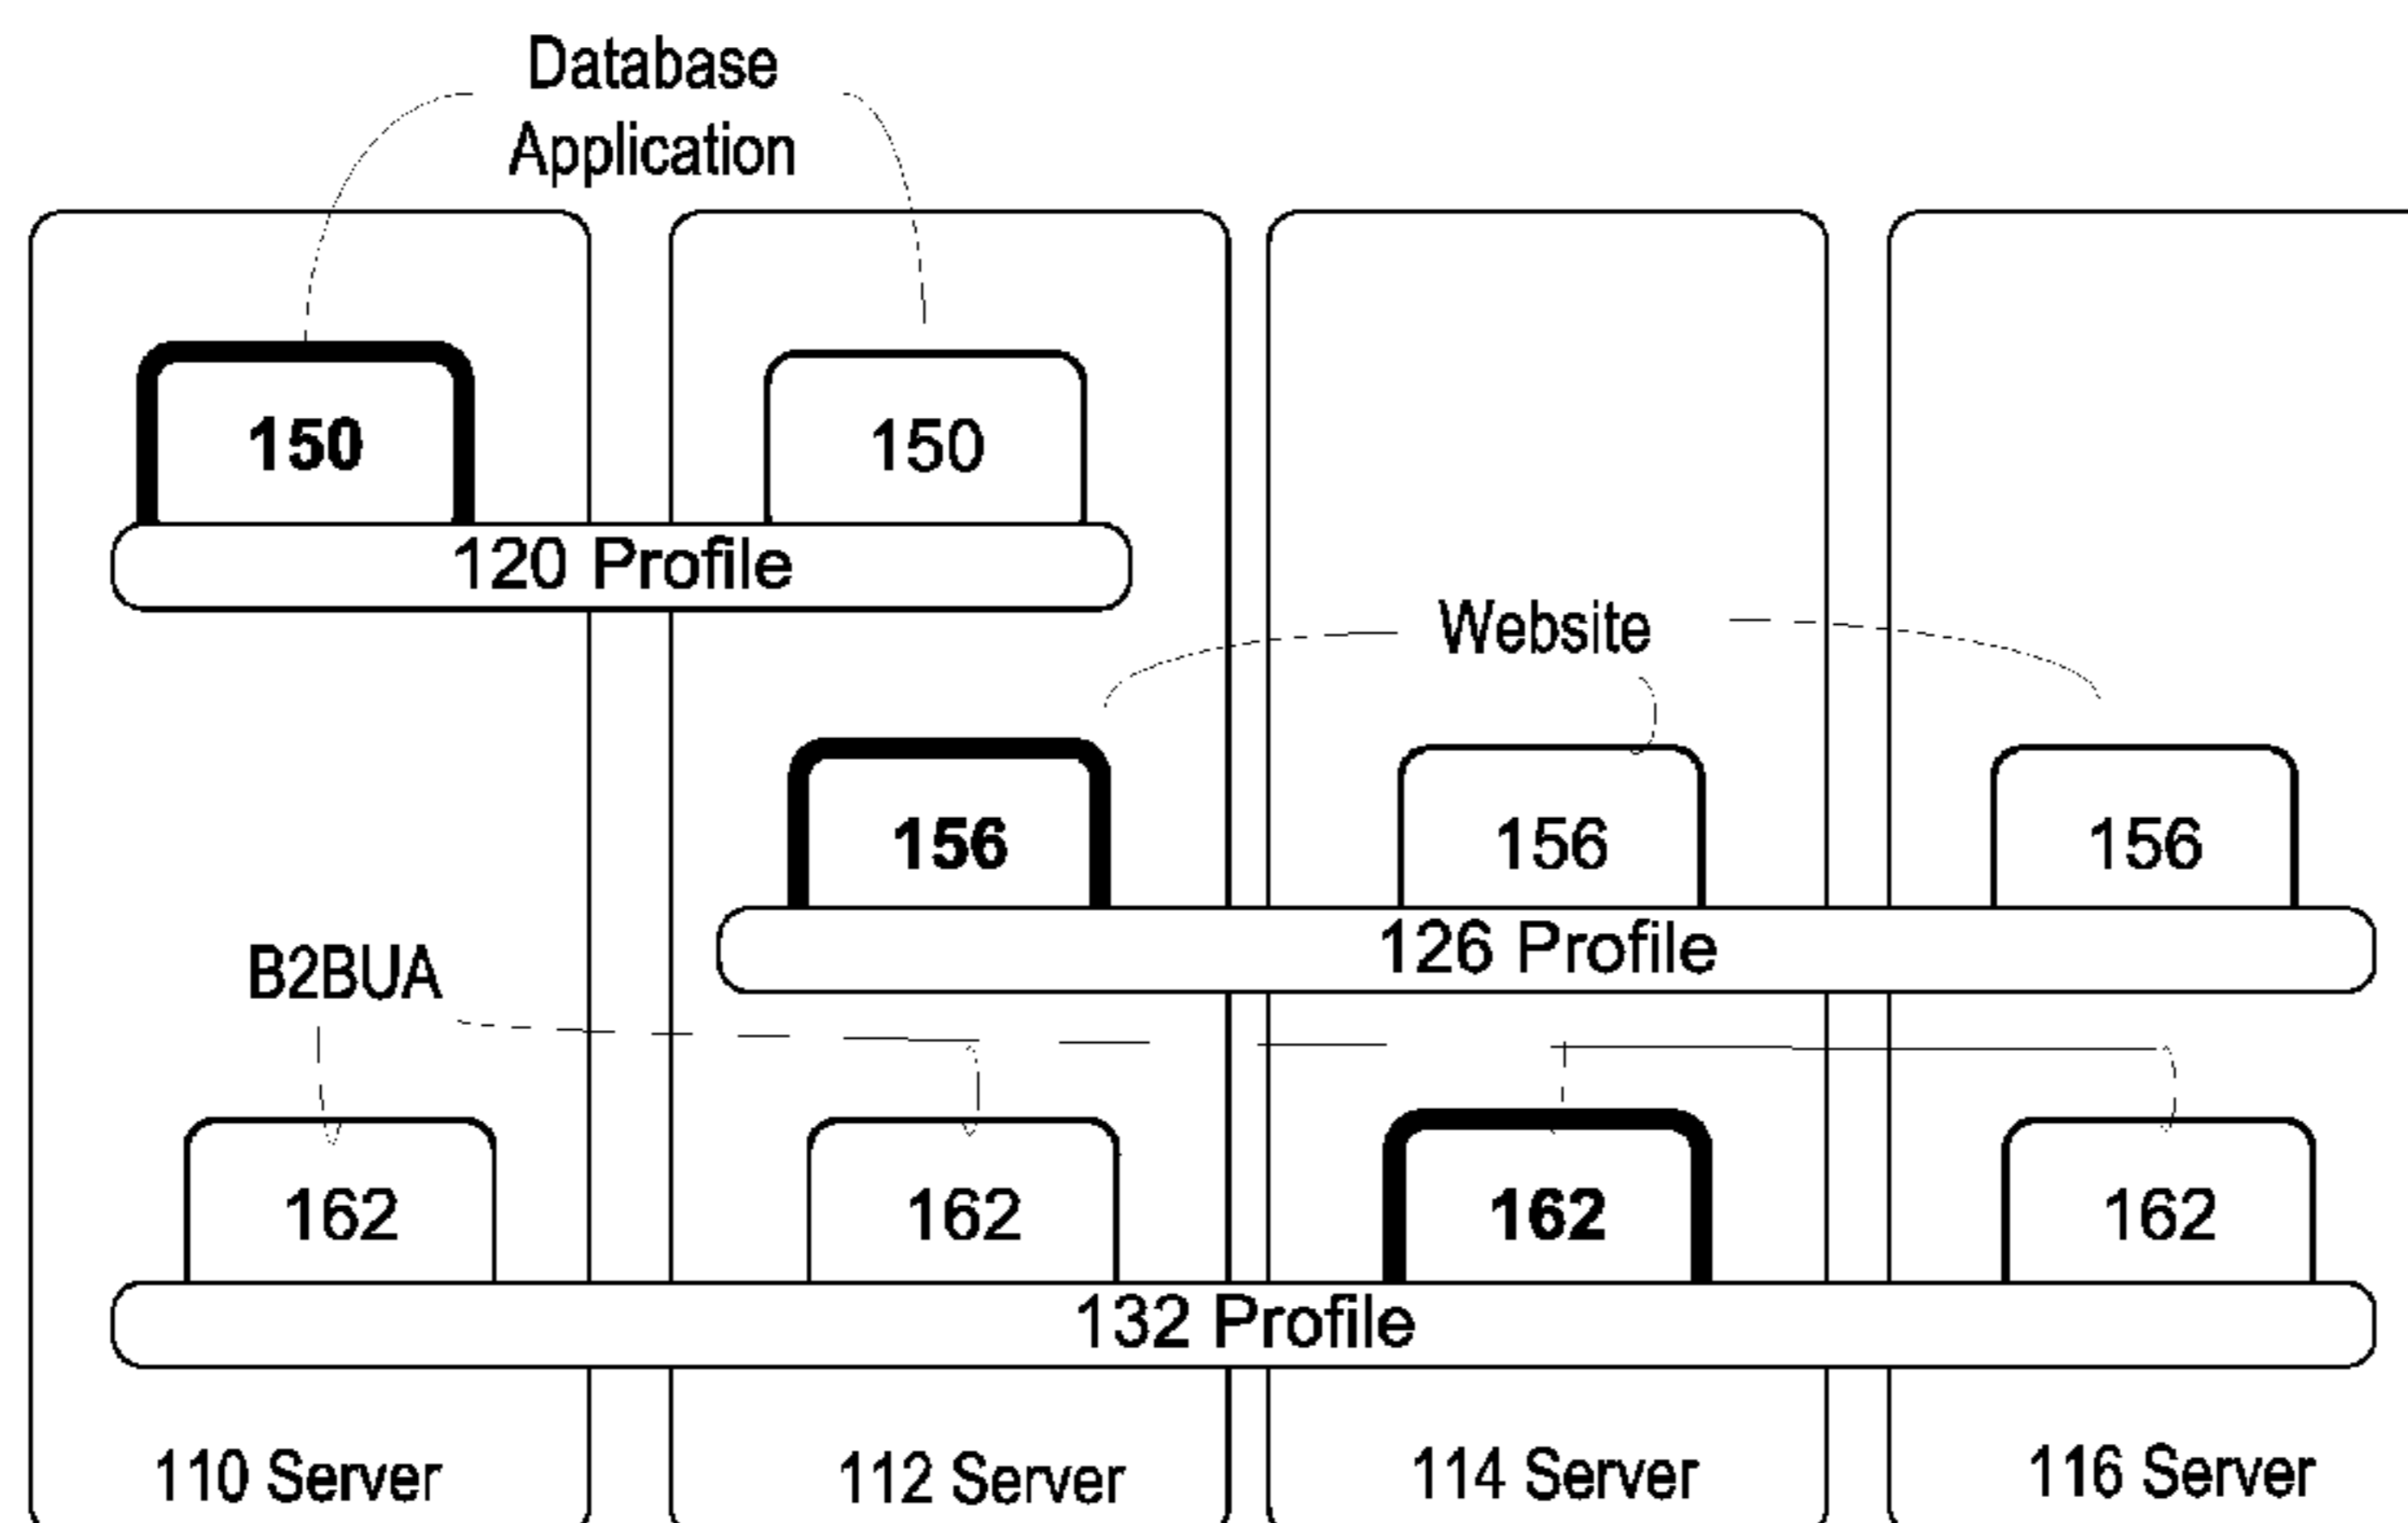 Database
Application
150
150
120 Profile
Website
156
156
156
126 Profile
B2BUA
162
162
162
162
132 Profile
110 Server
112 Server
114 Server
116 Server